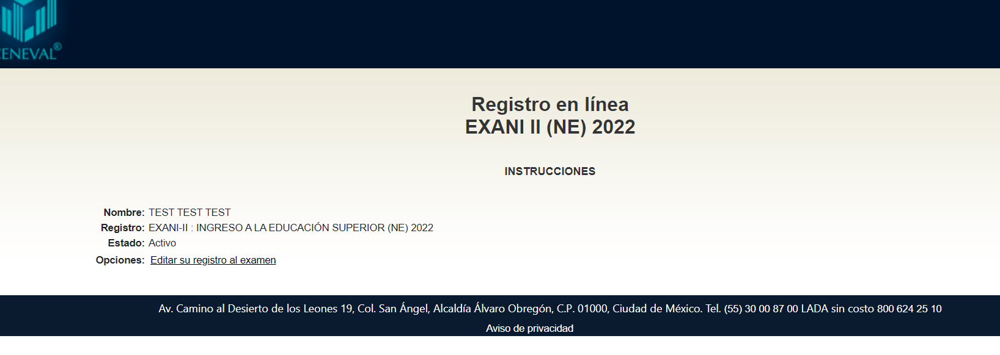 CENEVAL®
Registro en línea
EXANI II (NE) 2022
INSTRUCCIONES
Nombre: TEST TEST TEST
Registro: EXANI-II : INGRESO A LA EDUCACIÓN SUPERIOR (NE) 2022
Estado: Activo
Opciones: Editar su registro al examen
Av. Camino al Desierto de los Leones 19, Col. San Ángel, Alcaldía Álvaro Obregón, C.P. 01000, Ciudad de México. Tel. (55) 30 00 87 00 LADA sin costo 800 624 25 10
Aviso de privacidad